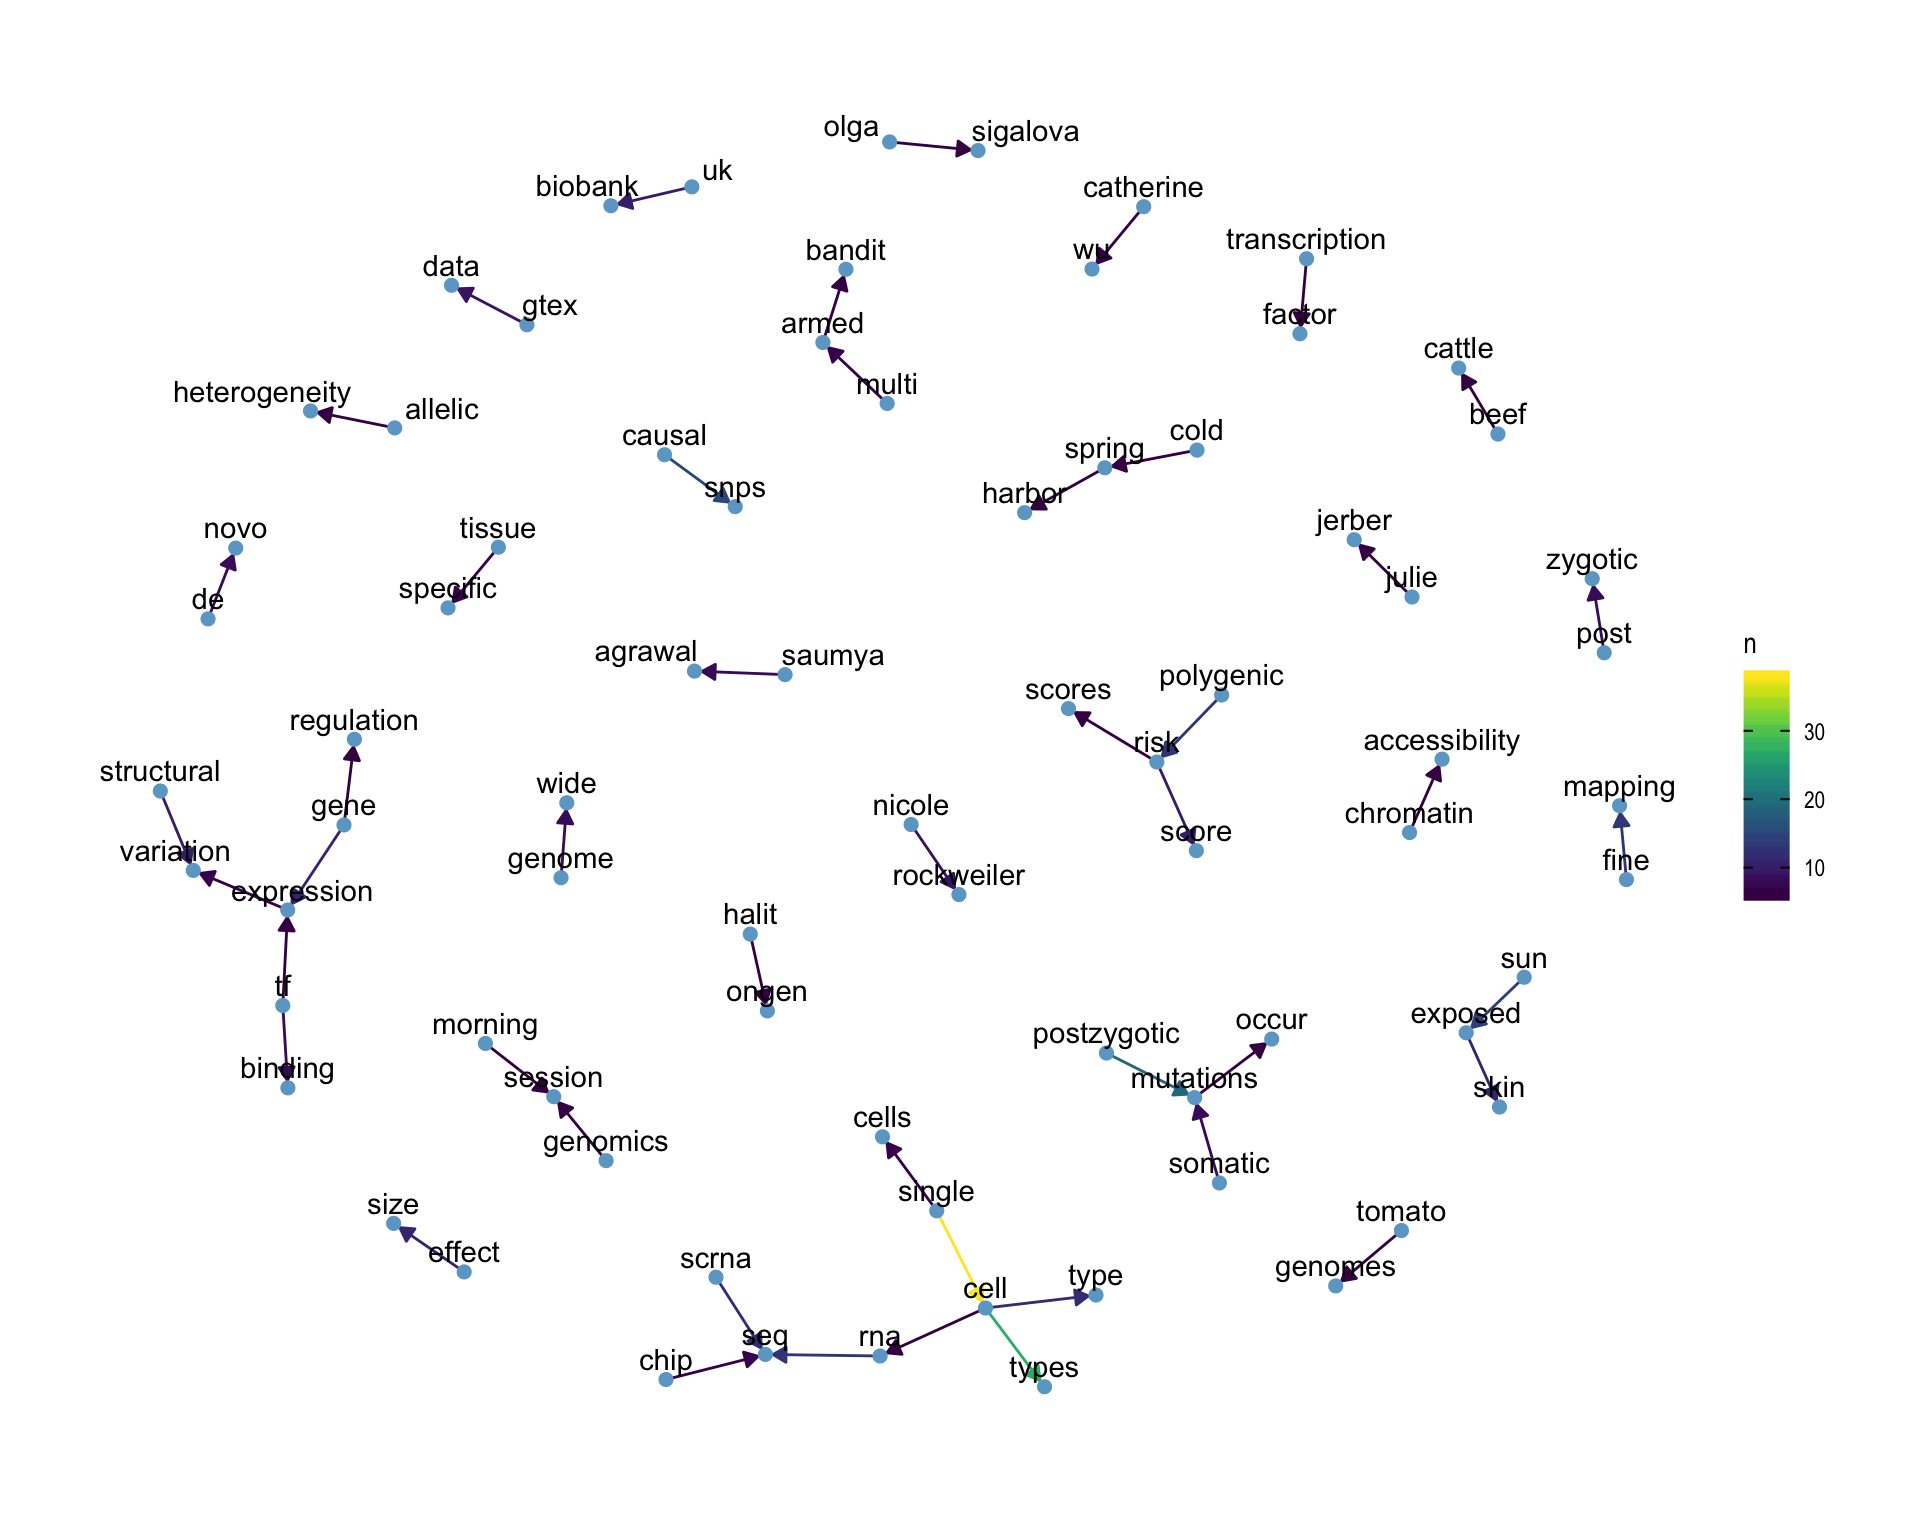 olga
sigalova
uk
biobank
catherine
wu
transcription
factor
bandit
armed
multi
data
gtex
cattle
beef
heterogeneity
allelic
causal
snps
cold
spring
harbor
novo
de
tissue
specific
jerber
julie
zygotic
post
agrawal
saumya
polygenic
scores
risk
score
n
30
20
10
regulation
structural
gene
variation
expression
tf
binding
wide
genome
nicole
rockweiler
accessibility
chromatin
mapping
fine
halit
ongen
sun
exposed
skin
morning
session
genomics
postzygotic
occur
mutations
somatic
cells
single
size
effect
scrna
cell
type
types
seq
rna
chip
tomato
genomes